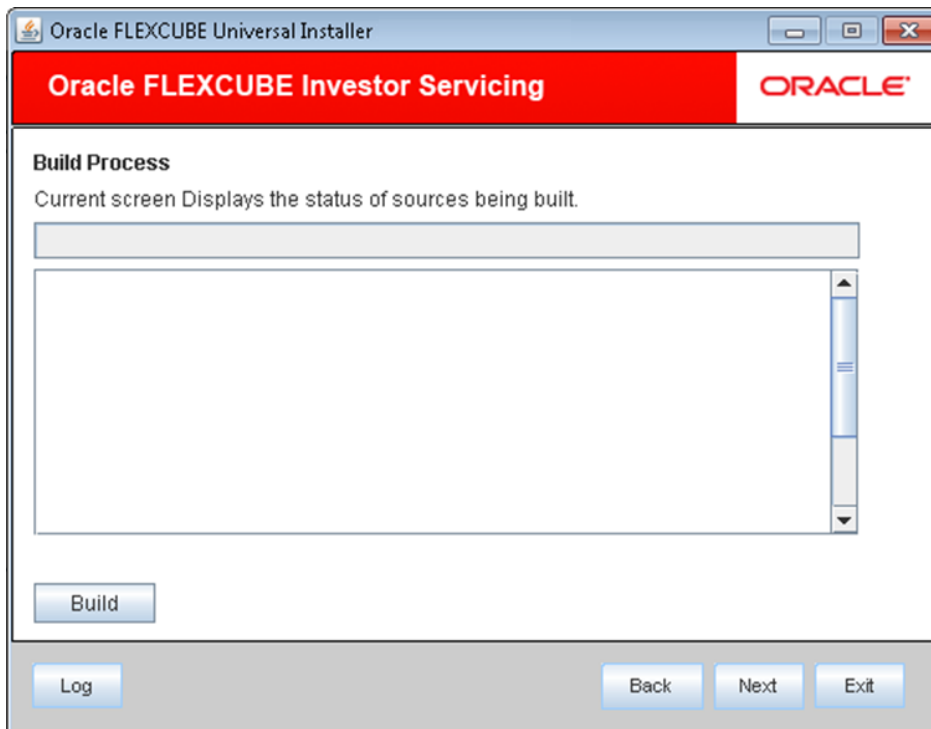 Oracle FLEXCUBE Universal Installer
Oracle FLEXCUBE Investor Servicing
ORACLE
Build Process
Current screen Displays the status of sources being built.
Build
Log
Back
Next
Exit